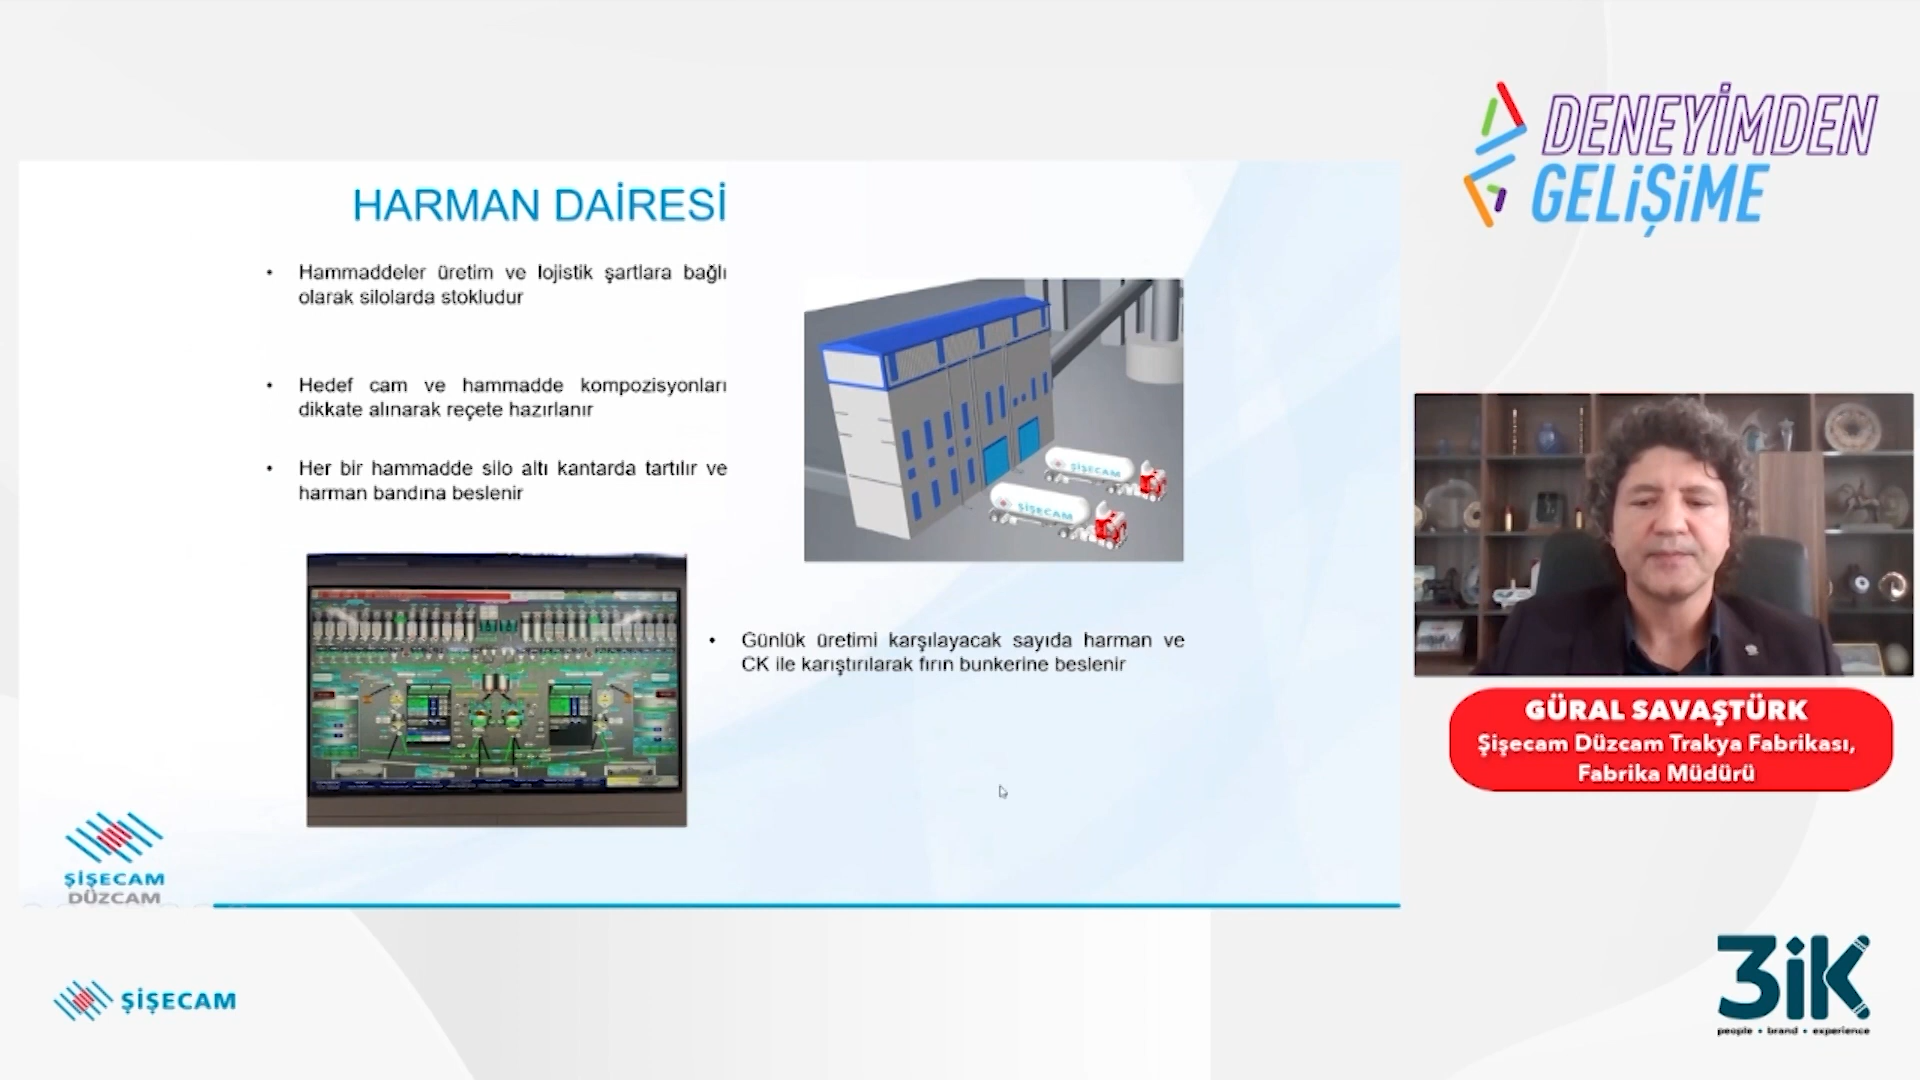 DENEYİMDEN
GELİŞİME
HARMAN DAİRESİ
• Hammaddeler üretim ve lojistik şartlara bağlı
olarak silolarda stokludur
• Hedef cam ve hammadde kompozisyonları
dikkate alınarak reçete hazırlanır
• Her bir hammadde silo altı kantarda tartılır ve
harman bandına beslenir
ŞİŞECAM
ŞİŞECAM
• Günlük üretimi karşılayacak sayıda harman ve
CK ile karıştırılarak fırın bunkerine beslenir
GÜRAL SAVAŞTÜRK
Şişecam Düzcam Trakya Fabrikası,
Fabrika Müdürü
ŞİŞECAM
DÜZCAM
ŞİŞECAM
3iK
people • brand • experience